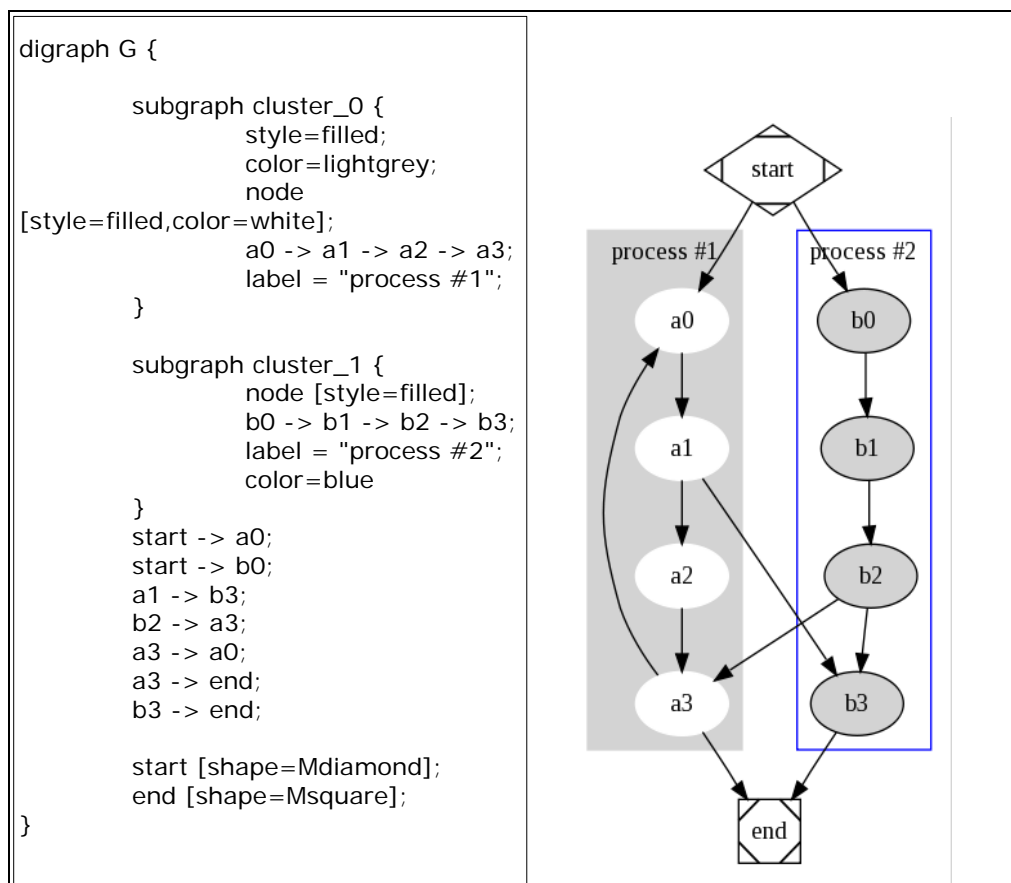 digraph G {
subgraph cluster_0 {
style=filled;
color=lightgrey;
node
[style=filled,color=white];
a0 -> a1 -> a2 -> a3;
label = "process #1";
}
subgraph cluster_1 {
node [style=filled];
b0 -> b1 -> b2 -> b3;
label = "process #2";
color=blue
}
start -> a0;
start -> b0;
a1 -> b3;
b2 -> a3;
a3 -> a0;
a3 -> end;
b3 -> end;
start [shape=Mdiamond];
end [shape=Msquare];
}
start
process #1
process #2
a0
b0
a1
b1
a2
b2
a3
b3
end